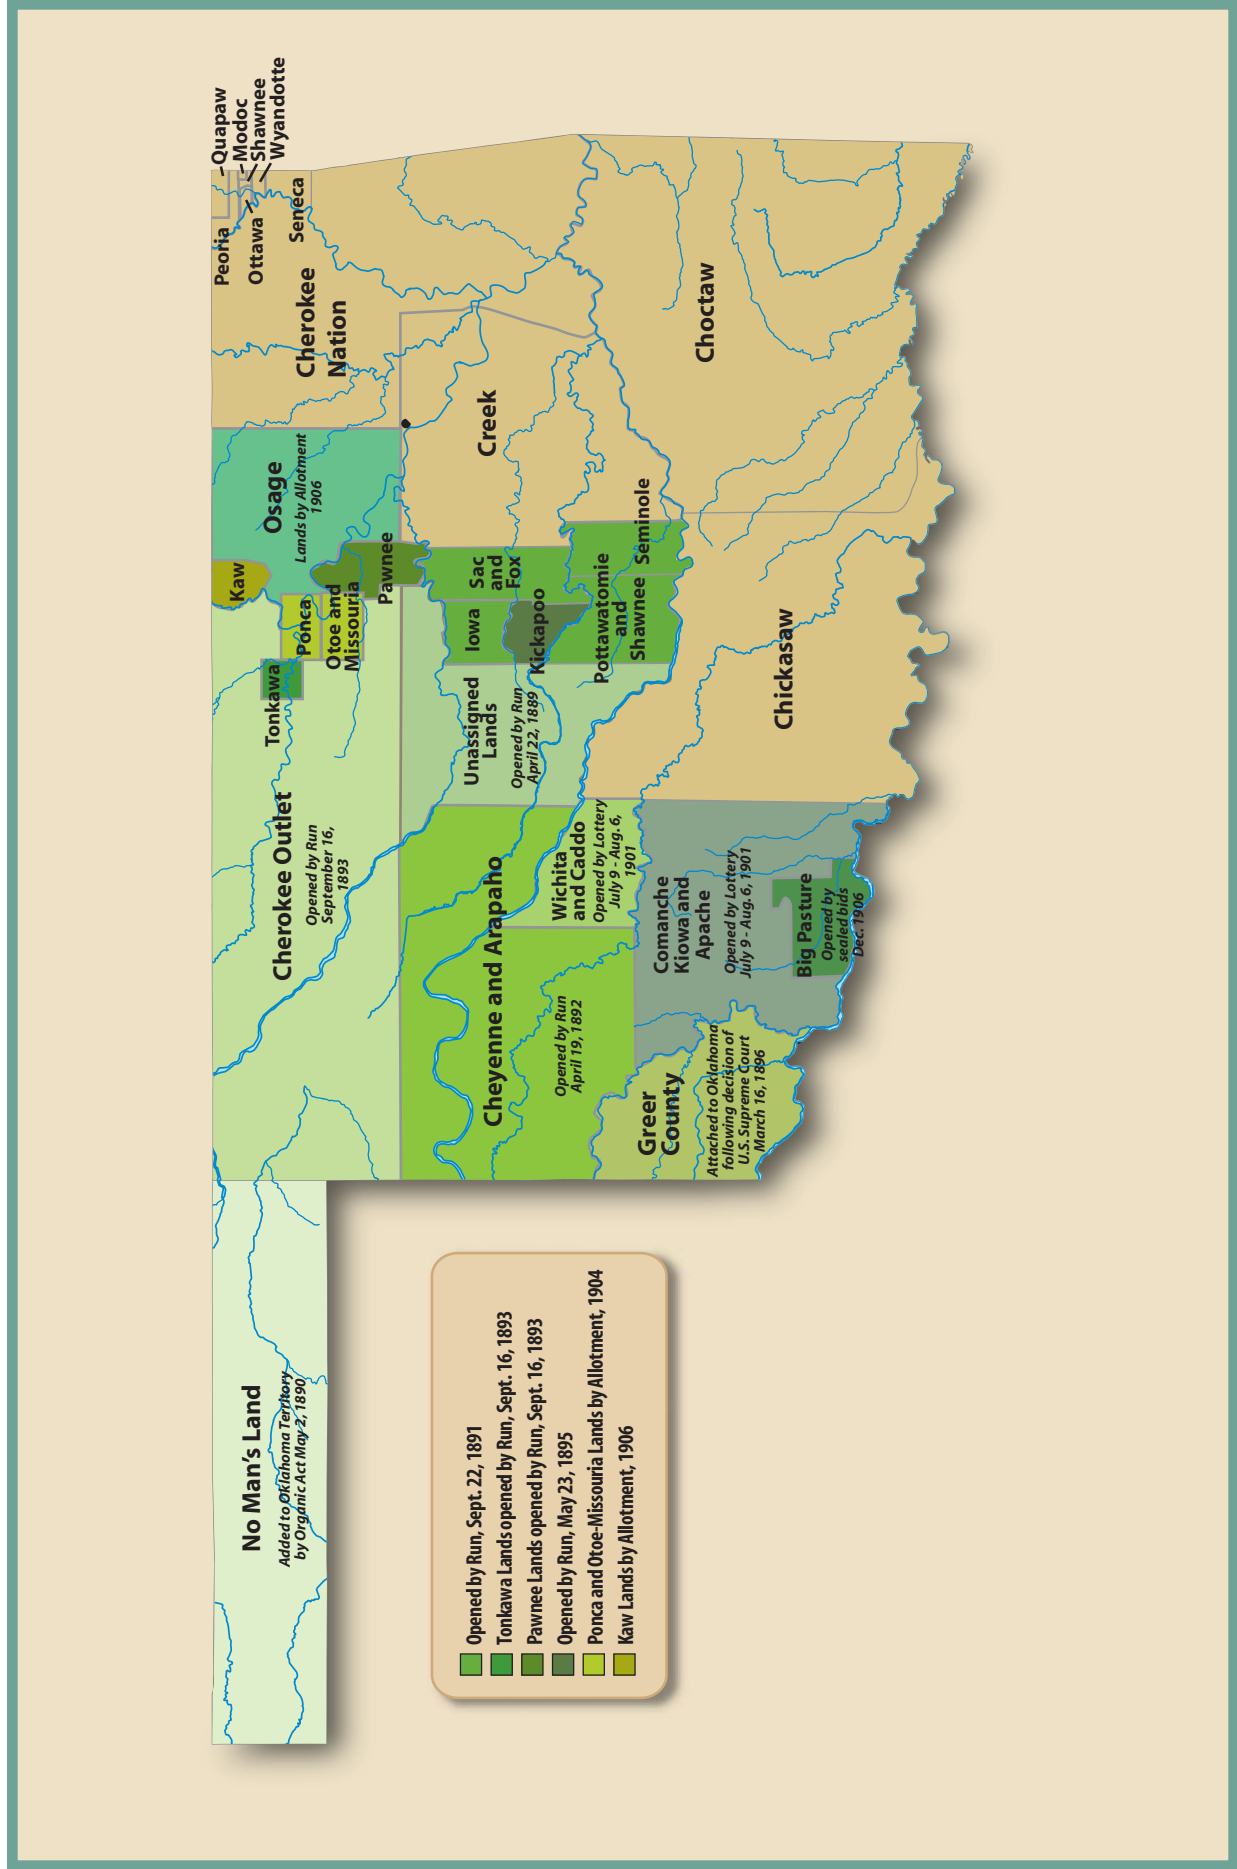 No Man's Land
Added to Oklahoma Territory
by Organic Act May 2, 1890
Cherokee Outlet
Opened by Run
September 16,
1893
Tonkawa
Ponca
Otoe and
Missouria
Kaw
Osage
Lands by Allotment
1906
Pawnee
Cherokee
Nation
Peoria
Quapaw
Modoc
Shawnee
Wyandotte
Ottawa
Seneca
Cheyenne and Arapaho
Opened by Run
April 19, 1892
Unassigned
Lands
Opened by Run
April 22, 1889
Iowa
Sac
and
Fox
Kickapoo
Creek
Wichita
and Caddo
Opened by Lottery
July 9 - Aug. 6,
1901
Pottawatomie
and
Shawnee
Seminole
Greer
County
Attached to Oklahoma
following decision of
U.S. Supreme Court
March 16, 1896
Comanche
Kiowa and
Apache
Opened by Lottery
July 9 - Aug. 6, 1901
Big Pasture
Opened by
sealed bids
Dec. 1906
Chickasaw
Choctaw
Opened by Run, Sept. 22, 1891
Tonkawa Lands opened by Run, Sept. 16, 1893
Pawnee Lands opened by Run, Sept. 16, 1893
Opened by Run, May 23, 1895
Ponca and Otoe-Missouria Lands by Allotment, 1904
Kaw Lands by Allotment, 1906